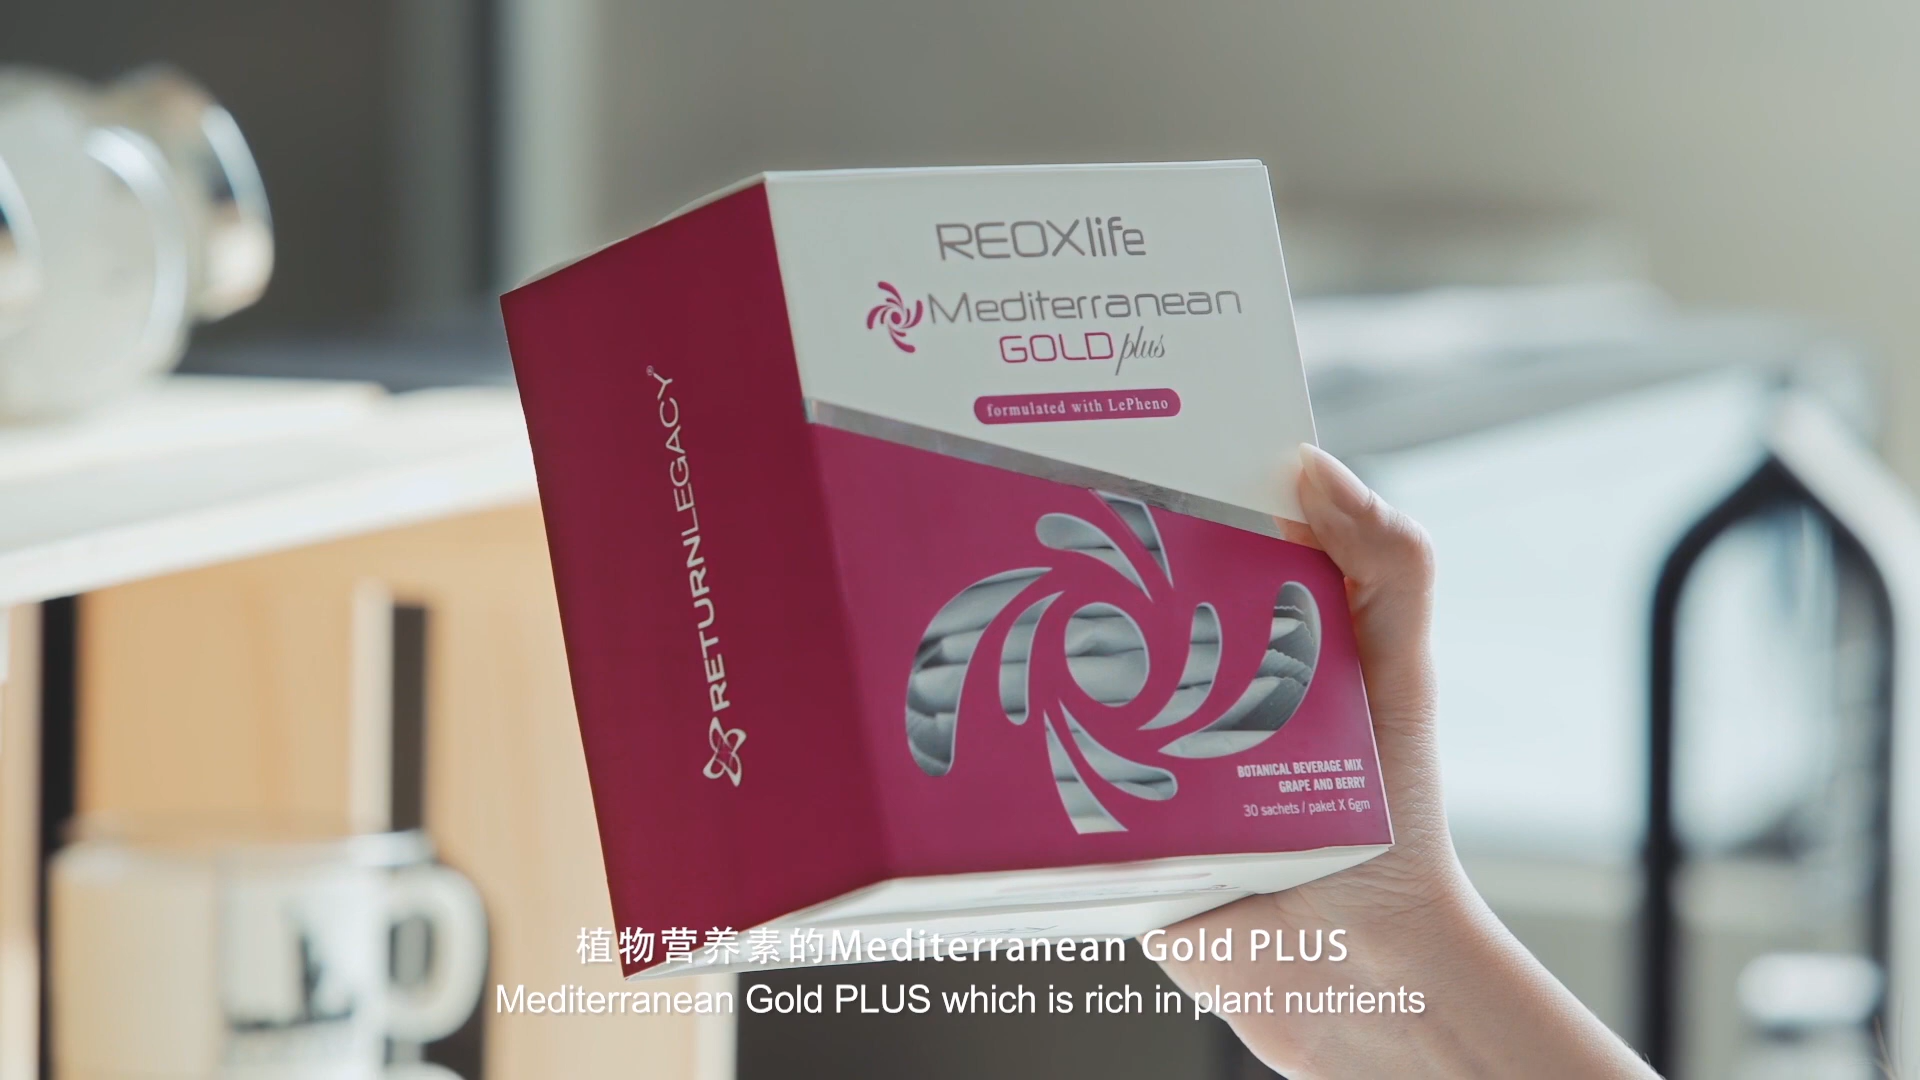 REOXlife
Mediterranean
GOLD plus
formulated with LePheno
RETURNLEGACY®
BOTANICAL BEVERAGE MIX
GRAPE AND BERRY
30 sachets / paket X 6gm
植物营养素的Mediterranean Gold PLUS
Mediterranean Gold PLUS which is rich in plant nutrients